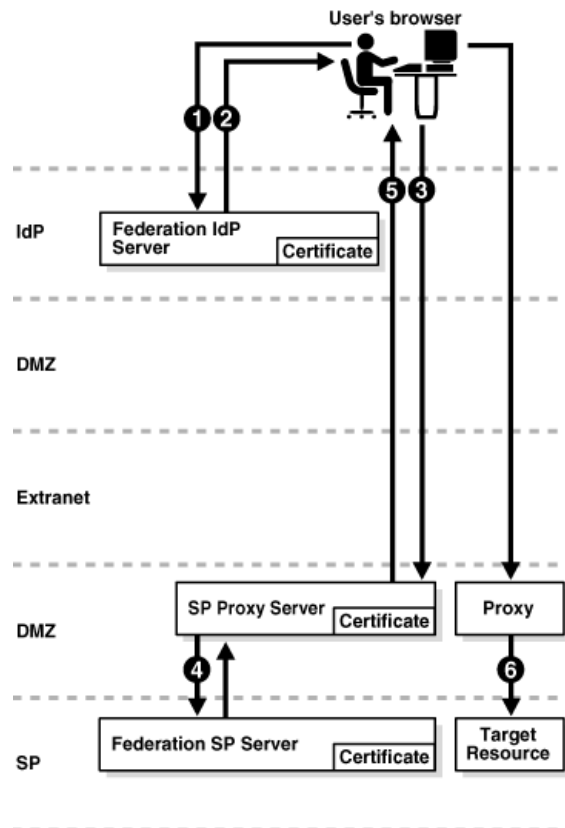 User's browser
1 2
5 3
IdP
Federation IdP
Server
Certificate
DMZ
Extranet
DMZ
SP Proxy Server
Certificate
Proxy
4
6
SP
Federation SP Server
Certificate
Target
Resource